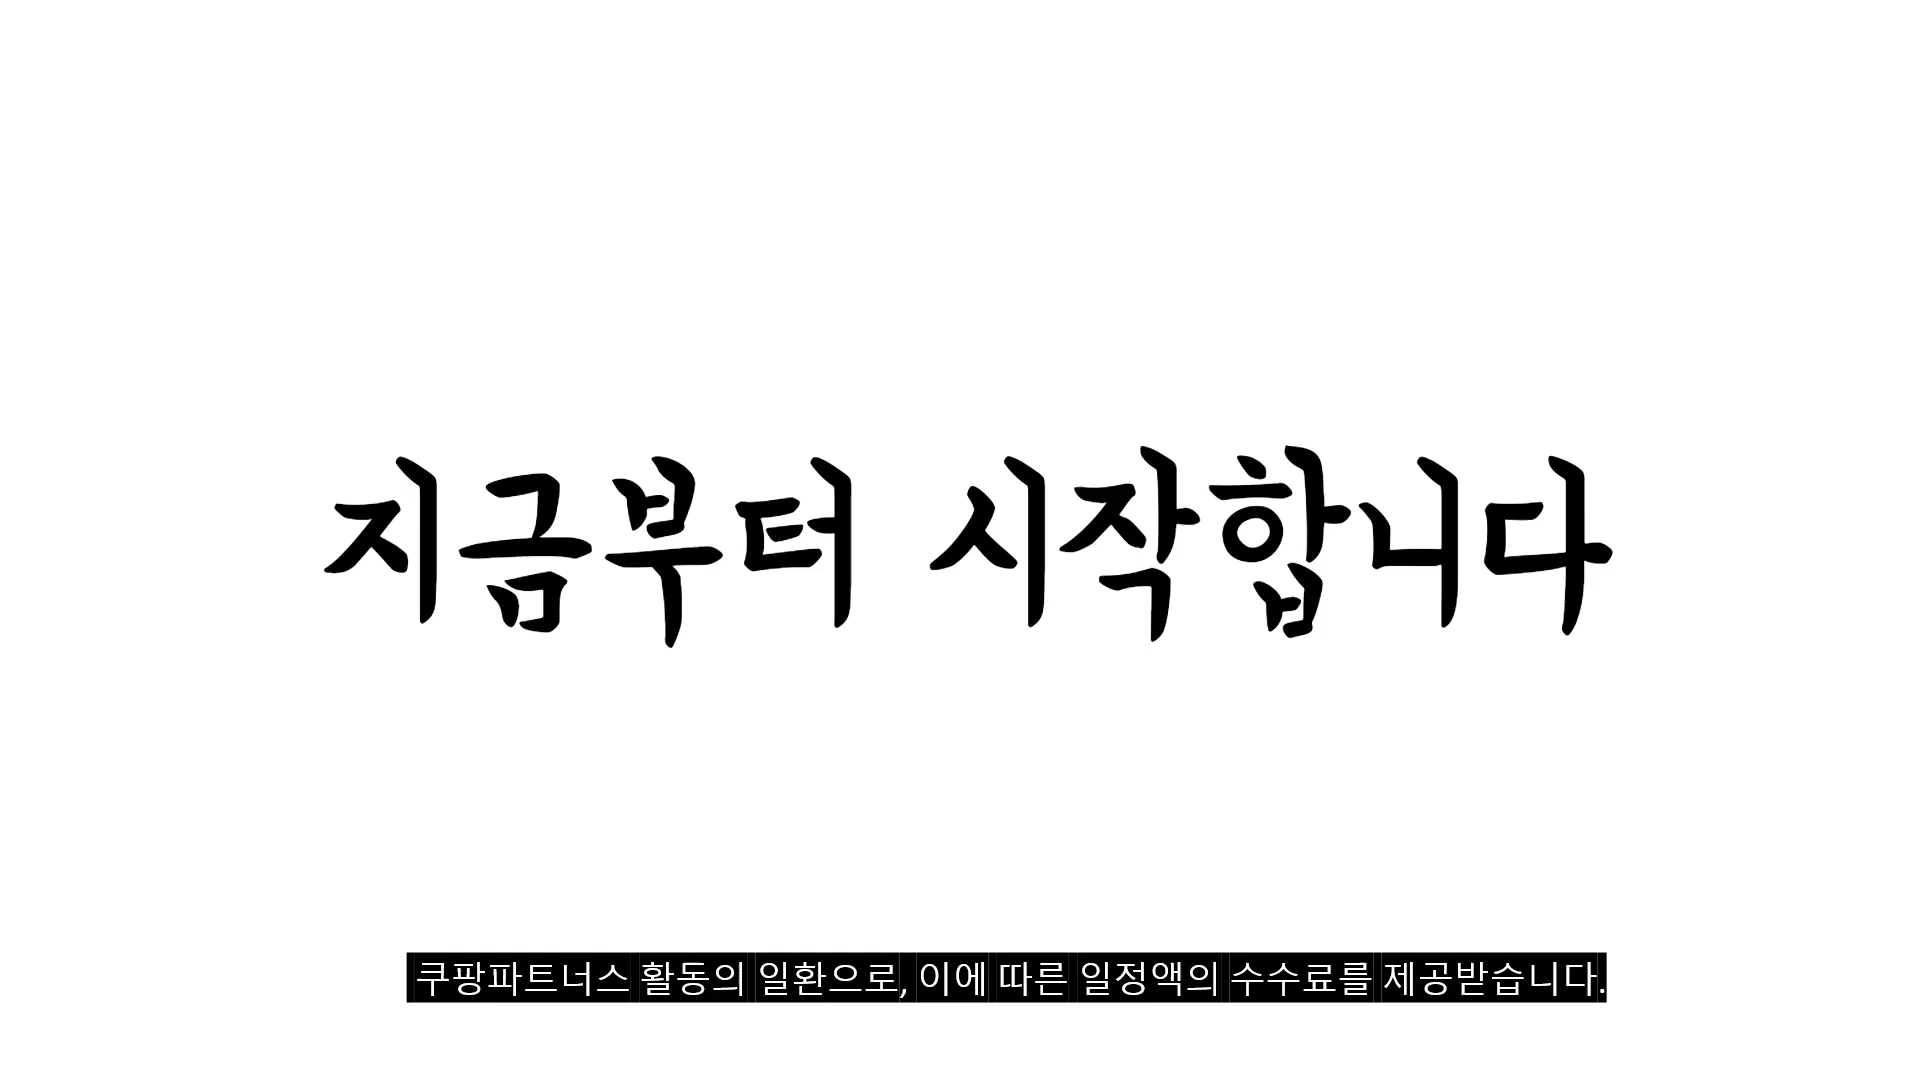 지금부터 시작합니다
쿠팡파트너스 활동의 일환으로, 이에 따른 일정액의 수수료를 제공받습니다.